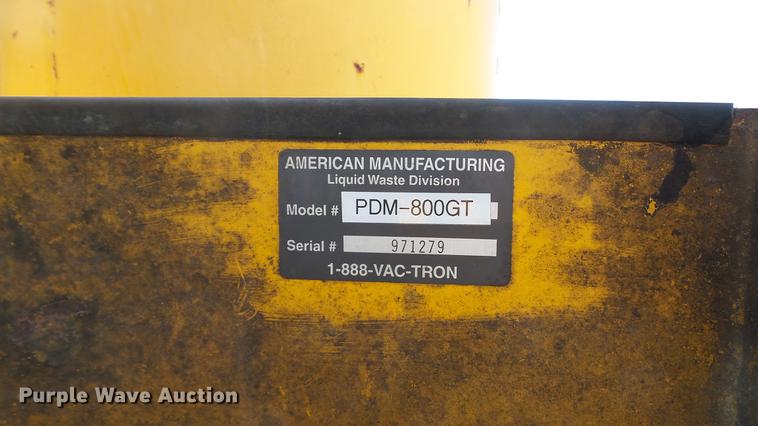 AMERICAN MANUFACTURING
Liquid Waste Division
Model # PDM-800GT
Serial # 971279
1-888-VAC-TRON
Purple Wave Auction